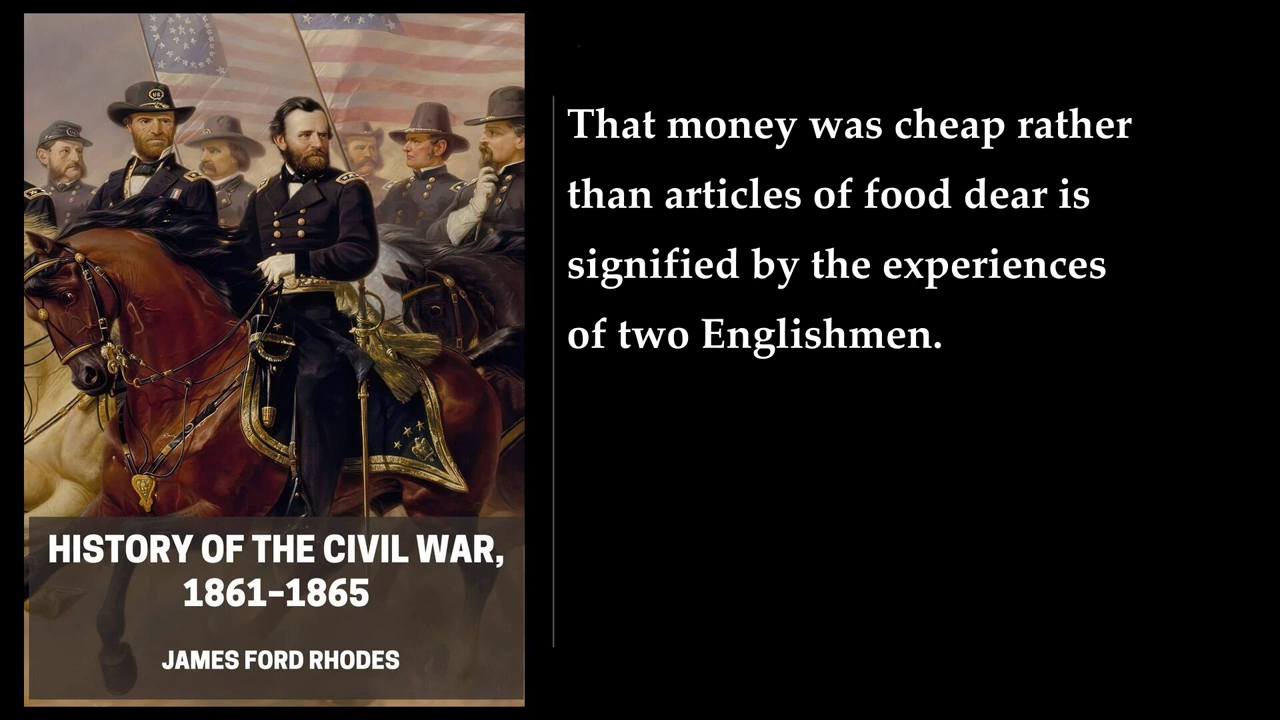 HISTORY OF THE CIVIL WAR,
1861–1865
JAMES FORD RHODES
That money was cheap rather
than articles of food dear is
signified by the experiences
of two Englishmen.